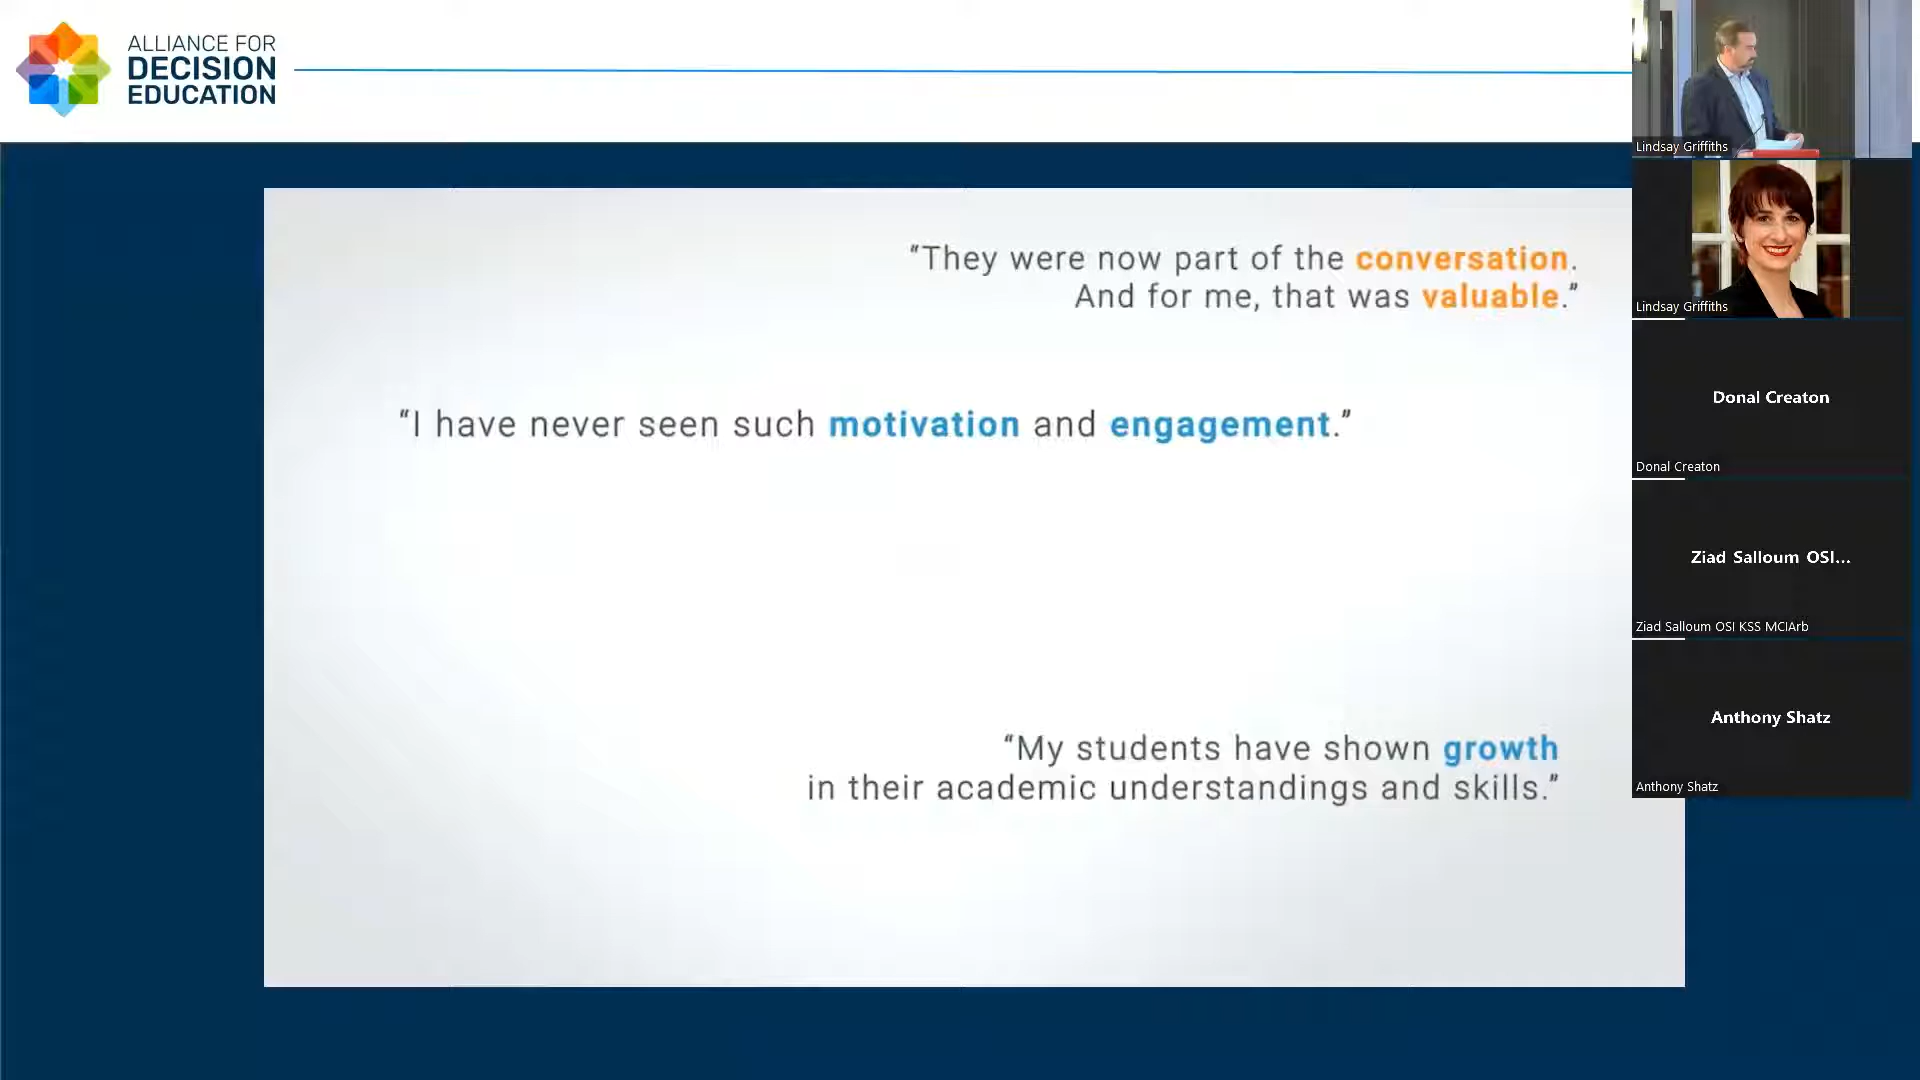 ALLIANCE FOR
DECISION
EDUCATION
“They were now part of the conversation.
And for me, that was valuable.”
“I have never seen such motivation and engagement.”
“My students have shown growth
in their academic understandings and skills.”
Lindsay Griffiths
Lindsay Griffiths
Donal Creaton
Donal Creaton
Ziad Salloum OSI...
Ziad Salloum OSI KSS MCIArb
Anthony Shatz
Anthony Shatz